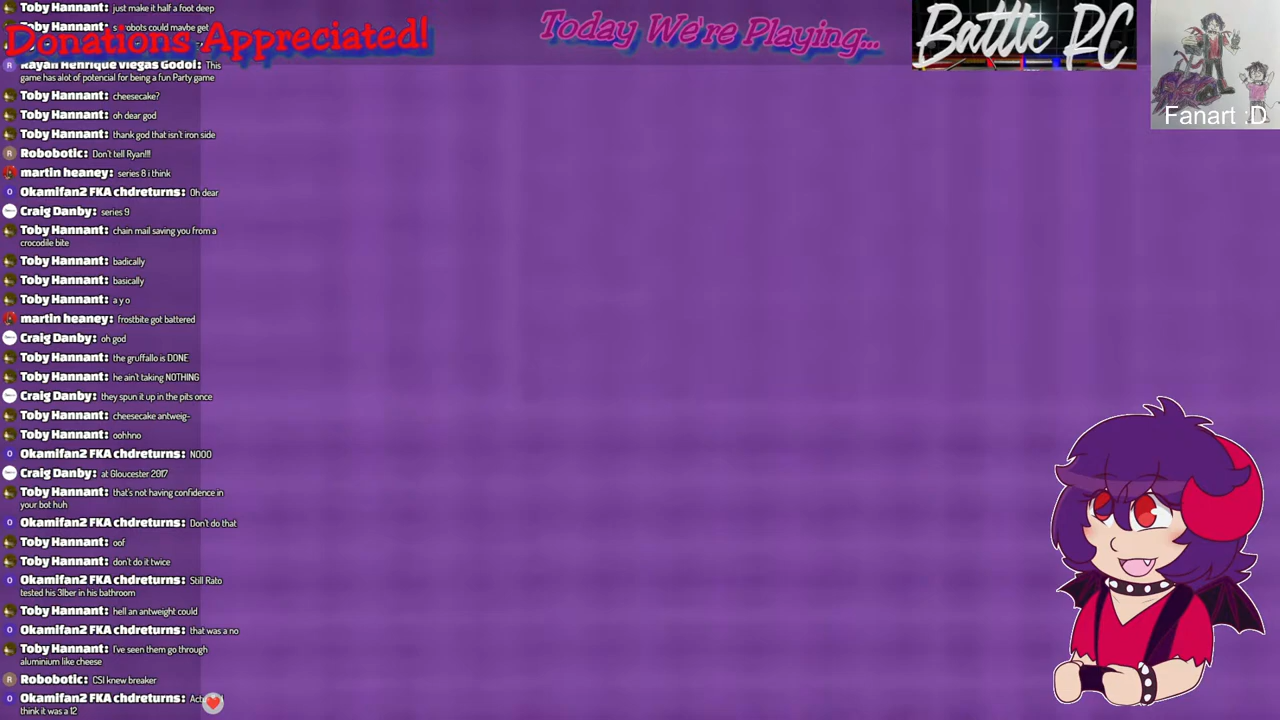 Toby Hannant: just make it half a foot deep
Toby Hannant: s robots could maybe get
Donations Appreciated!
Today We're Playing...
Battle RC
Fanart :D
Rayan Henrique Viegas Godoi: This
game has alot of potencial for being a fun Party game
Toby Hannant: cheesecake?
Toby Hannant: oh dear god
Toby Hannant: thank god that isn't iron side
Robobotic: Don't tell Ryan!!!
martin heaney: series 8 i think
Okamifan2 FKA chdreturns: Oh dear
Craig Danby: series 9
Toby Hannant: chain mail saving you from a
crocodile bite
Toby Hannant: badically
Toby Hannant: basically
Toby Hannant: a y o
martin heaney: frostbite got battered
Craig Danby: oh god
Toby Hannant: the gruffallo is DONE
Toby Hannant: he ain't taking NOTHING
Craig Danby: they spun it up in the pits once
Toby Hannant: cheesecake antweig-
Toby Hannant: oohhno
Okamifan2 FKA chdreturns: NOOO
Craig Danby: at Gloucester 2017
Toby Hannant: that's not having confidence in
your bot huh
Okamifan2 FKA chdreturns: Don't do that
Toby Hannant: oof
Toby Hannant: don't do it twice
Okamifan2 FKA chdreturns: Still Rato
tested his 3lber in his bathroom
Toby Hannant: hell an antweight could
Okamifan2 FKA chdreturns: that was a no
Toby Hannant: I've seen them go through
aluminium like cheese
Robobotic: CSI knew breaker
Okamifan2 FKA chdreturns:
think it was a 12